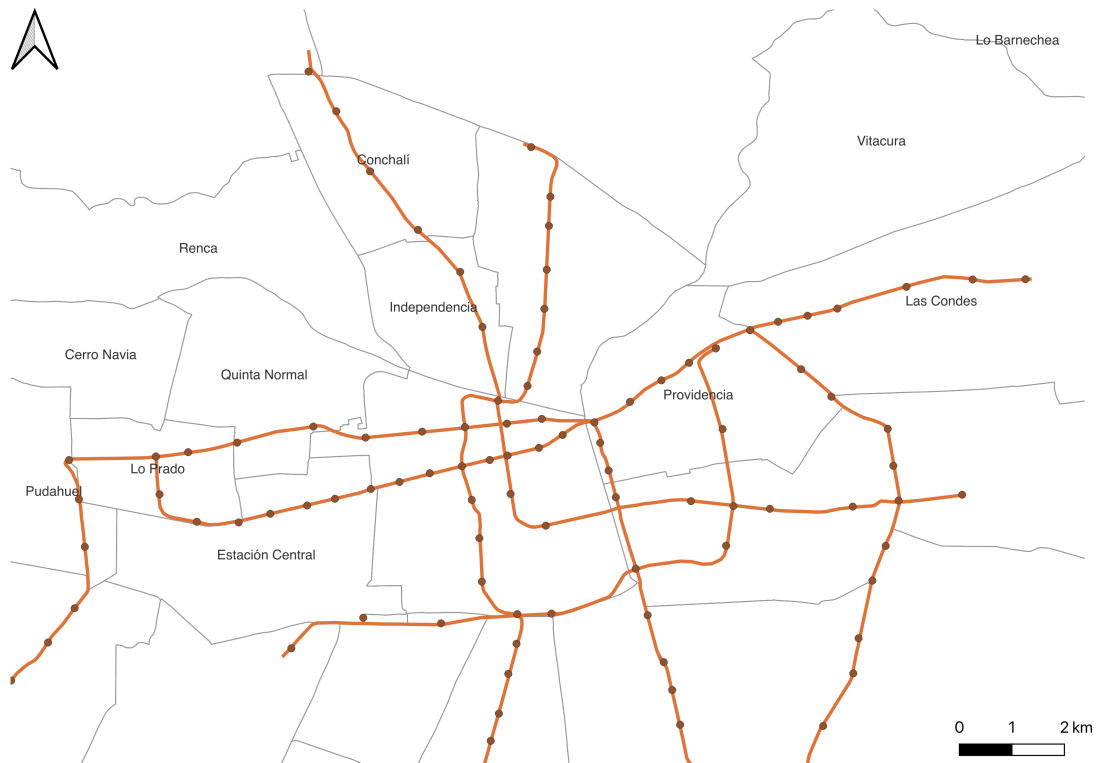 Lo Barnechea
Vitacura
Conchalí
Renca
Independencia
Las Condes
Cerro Navia
Quinta Normal
Providencia
Lo Prado
Pudahuel
Estación Central
0 1 2 km